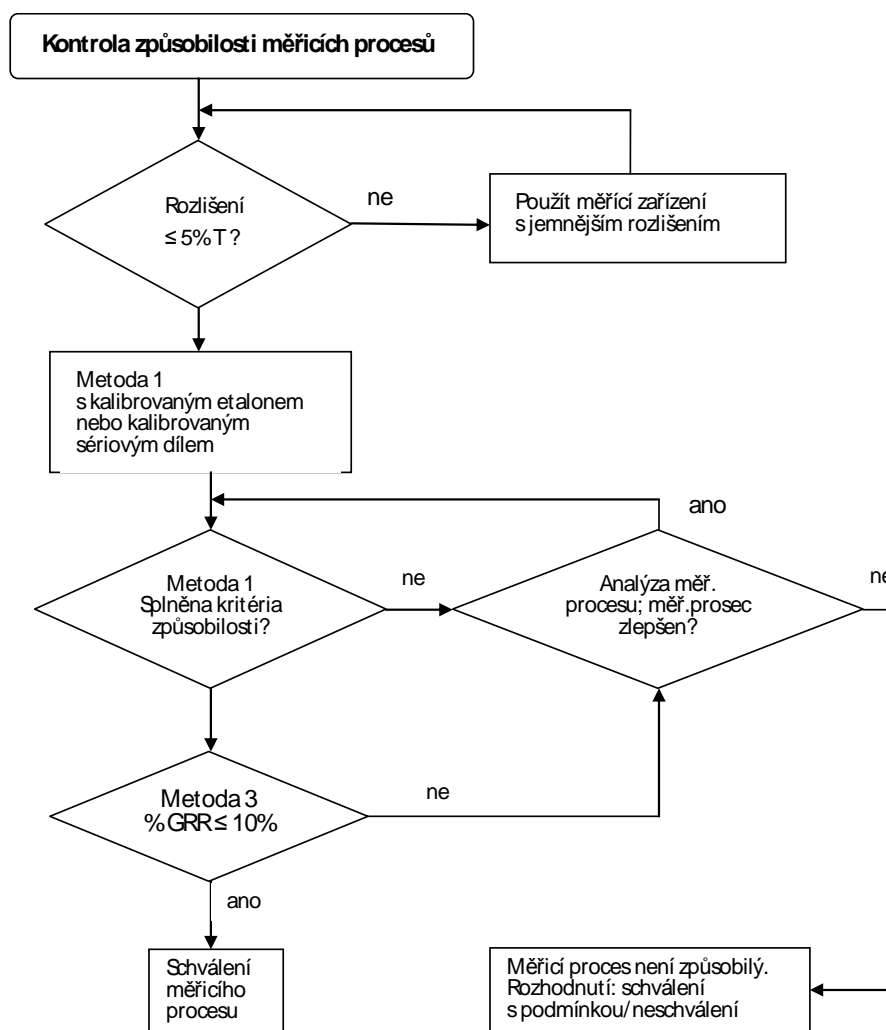 Kontrola způsobilosti měřicích procesů
Rozlišení
≤ 5% T ?
ne
Použít měřící zařízení
s jemnějším rozlišením
Metoda 1
s kalibrovaným etalonem
nebo kalibrovaným
sériovým dílem
ano
Metoda 1
Splněna kritéria
způsobilosti?
ne
Analýza měř.
procesu; měř.prosec
zlepšen?
ne
Metoda 3
%GRR ≤ 10%
ne
ano
Schválení
měřicího
procesu
Měřicí proces není způsobilý.
Rozhodnutí: schválení
s podmínkou/neschválení